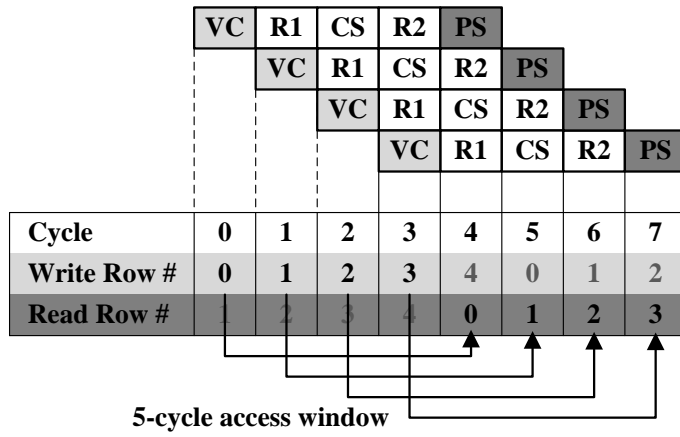 VC R1 CS R2 PS
VC R1 CS R2 PS
VC R1 CS R2 PS
VC R1 CS R2 PS
Cycle 0 1 2 3 4 5 6 7
Write Row # 0 1 2 3 4 0 1 2
Read Row # 1 2 3 4 0 1 2 3
5-cycle access window